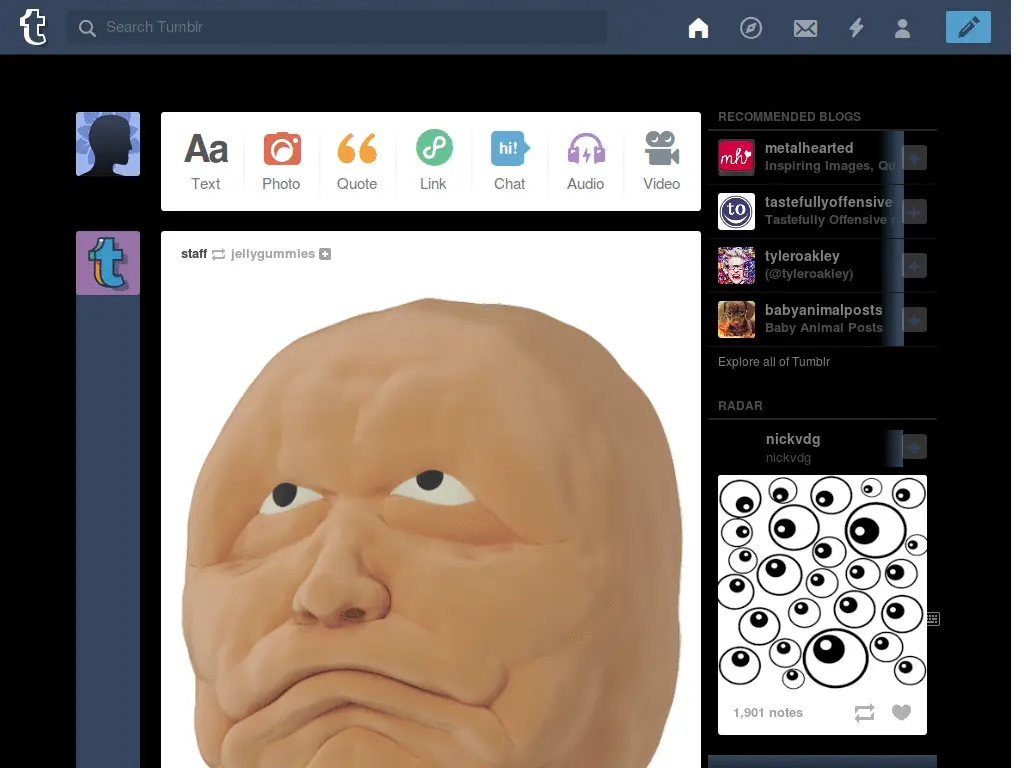 Search Tumblr
Aa
Text
Photo
Quote
Link
hi!
Chat
Audio
Video
staff jellygummies
RECOMMENDED BLOGS
mh
metalhearted
Inspiring Images, Qu
to
tastefullyoffensive
Tastefully Offensive
tyleroakley
(@tyleroakley)
babyanimalposts
Baby Animal Posts
Explore all of Tumblr
RADAR
nickvdg
nickvdg
1,901 notes